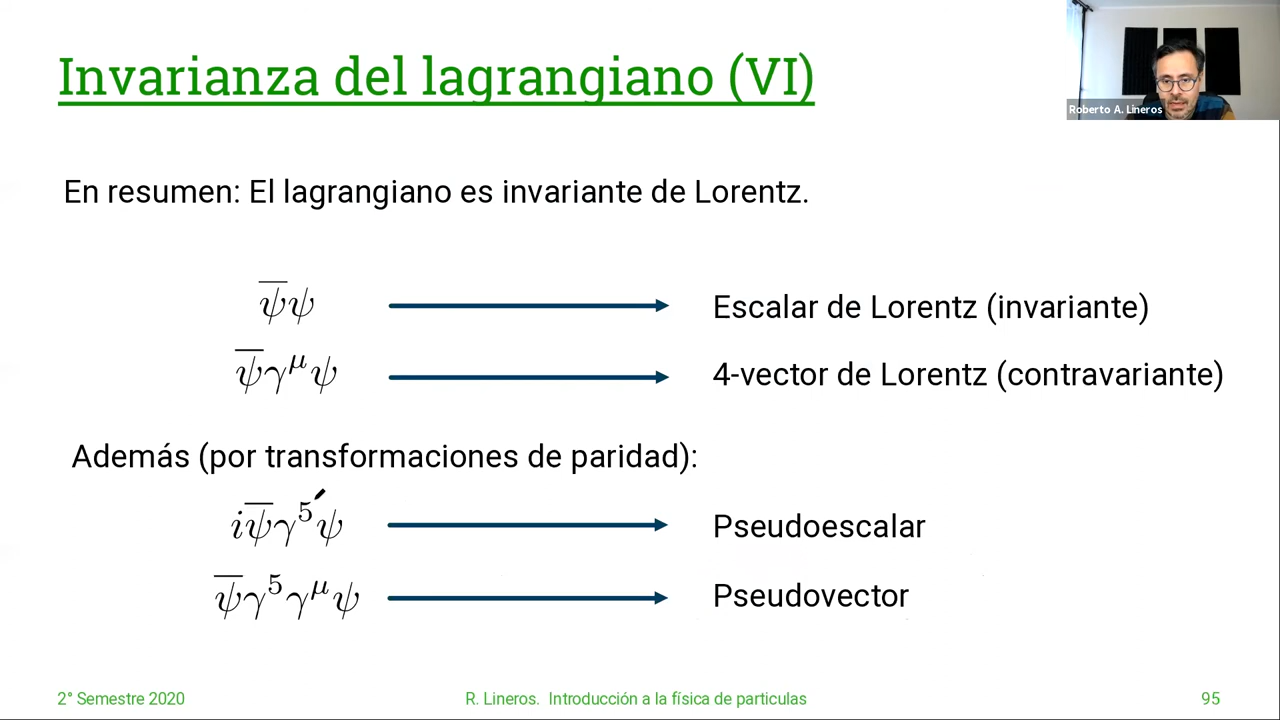 Invarianza del lagrangiano (VI)
Roberto A. Lineros
En resumen: El lagrangiano es invariante de Lorentz.
ψ̅ψ Escalar de Lorentz (invariante)
ψ̅γ^μψ 4-vector de Lorentz (contravariante)
Además (por transformaciones de paridad):
iψ̅γ^5ψ Pseudoescalar
ψ̅γ^5γ^μψ Pseudovector
2° Semestre 2020 R. Lineros. Introducción a la física de particulas 95